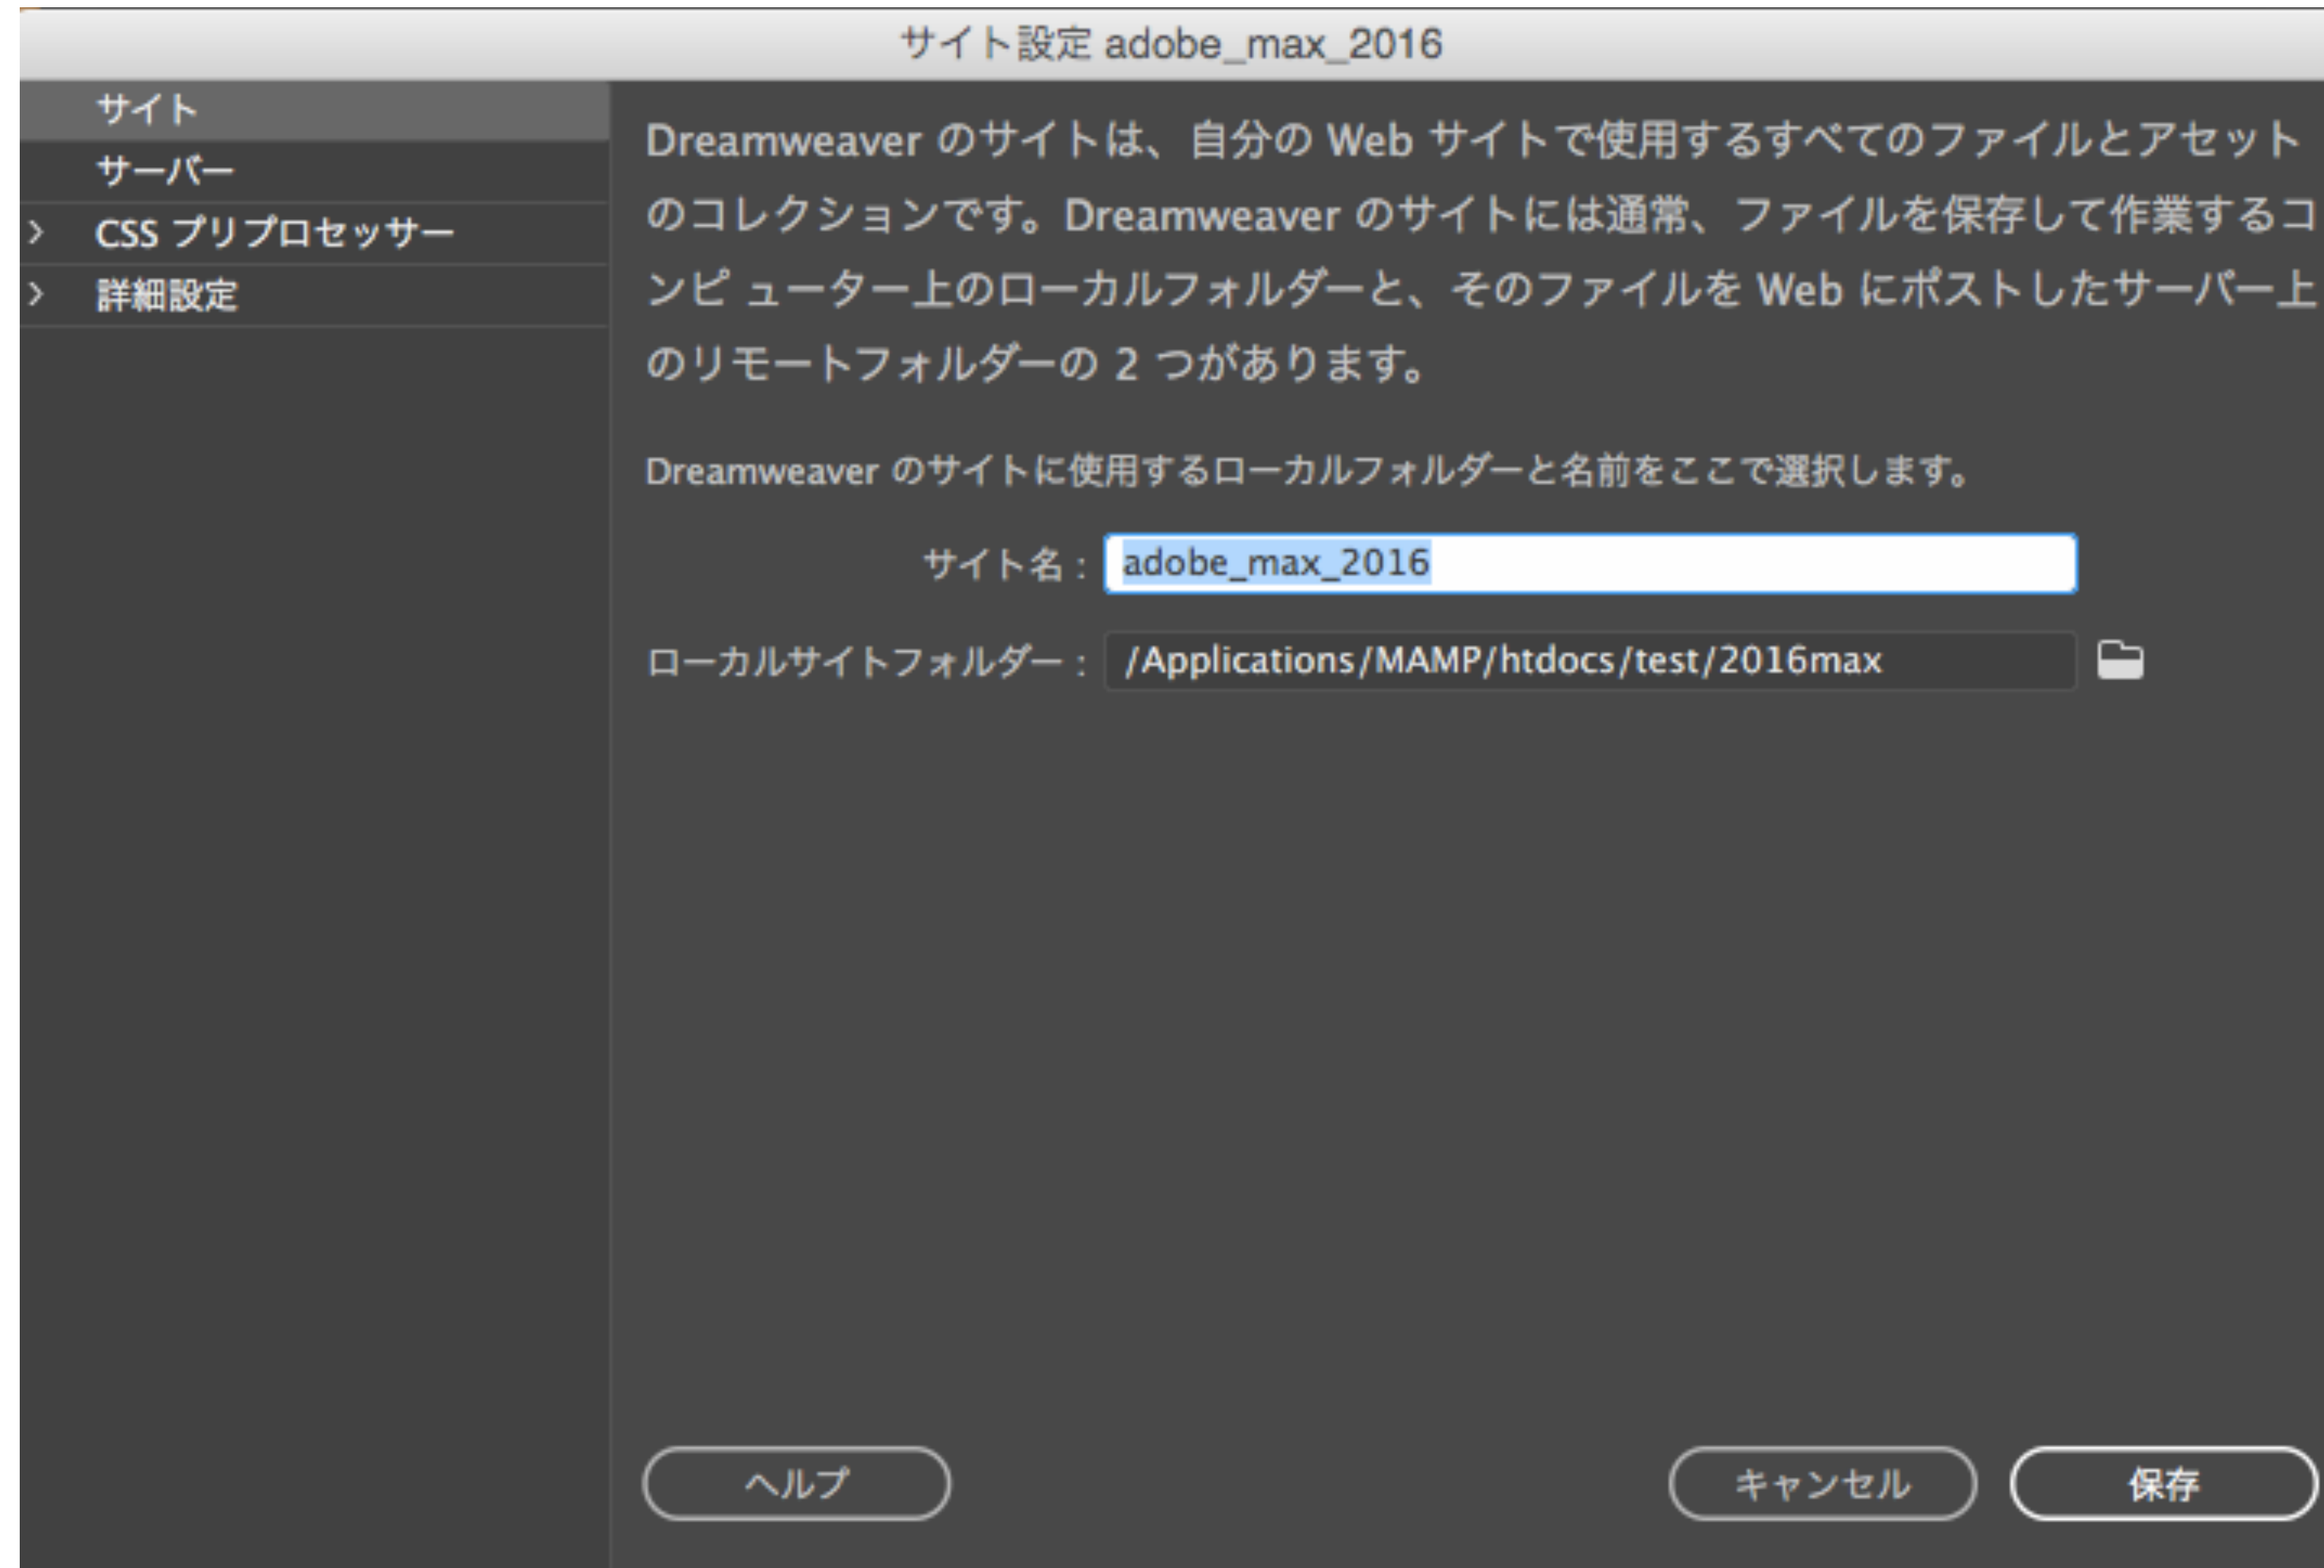 サイト設定 adobe_max_2016
サイト
サーバー
CSS プリプロセッサー
詳細設定
Dreamweaver のサイトは、自分の Web サイトで使用するすべてのファイルとアセット
のコレクションです。Dreamweaver のサイトには通常、ファイルを保存して作業するコ
ンピ ューター上のローカルフォルダーと、そのファイルを Web にポストしたサーバー上
のリモートフォルダーの 2 つがあります。
Dreamweaver のサイトに使用するローカルフォルダーと名前をここで選択します。
サイト名 : adobe_max_2016
ローカルサイトフォルダー : /Applications/MAMP/htdocs/test/2016max
ヘルプ キャンセル 保存